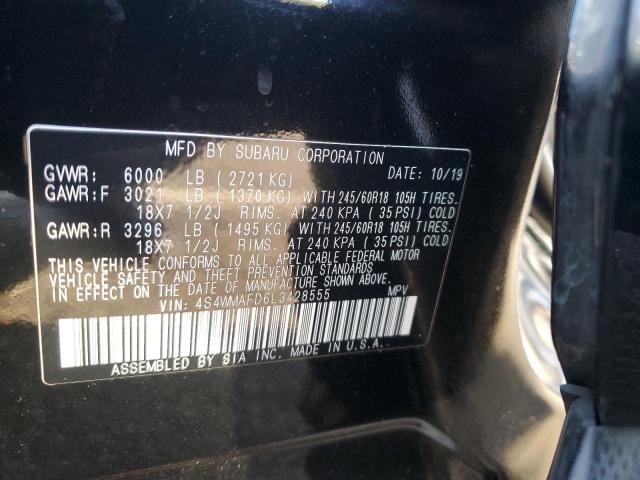 MFD BY SUBARU CORPORATION
GVWR: 6000 LB ( 2721 KG) DATE: 10/19
GAWR:F 3021 LB ( 1370 KG) WITH 245/60R18 105H TIRES.
18X7 1/2J RIMS. AT 240 KPA ( 35 PSI) COLD
GAWR:R 3296 LB ( 1495 KG) WITH 245/60R18 105H TIRES.
18X7 1/2J RIMS. AT 240 KPA ( 35 PSI) COLD
THIS VEHICLE CONFORMS TO ALL APPLICABLE FEDERAL MOTOR
VEHICLE SAFETY AND THEFT PREVENTION STANDARDS
IN EFFECT ON THE DATE OF MANUFACTURE SHOWN ABOVE.
VIN: 4S4WMAFD6L3428555 MPV
ASSEMBLED BY SIA INC. MADE IN U.S.A.